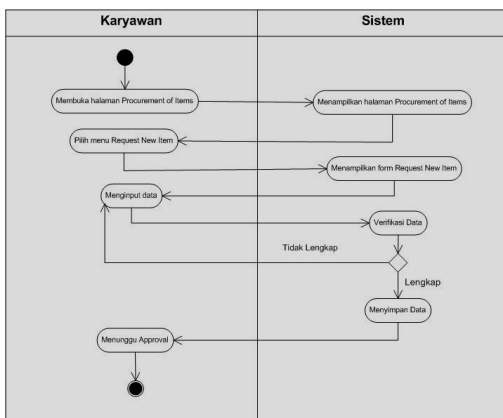 Karyawan
Sistem
Membuka halaman Procurement of Items
Menampilkan halaman Procurement of Items
Pilih menu Request New Item
Menampilkan form Request New Item
Menginput data
Verifikasi Data
Tidak Lengkap
Lengkap
Menyimpan Data
Menunggu Approval